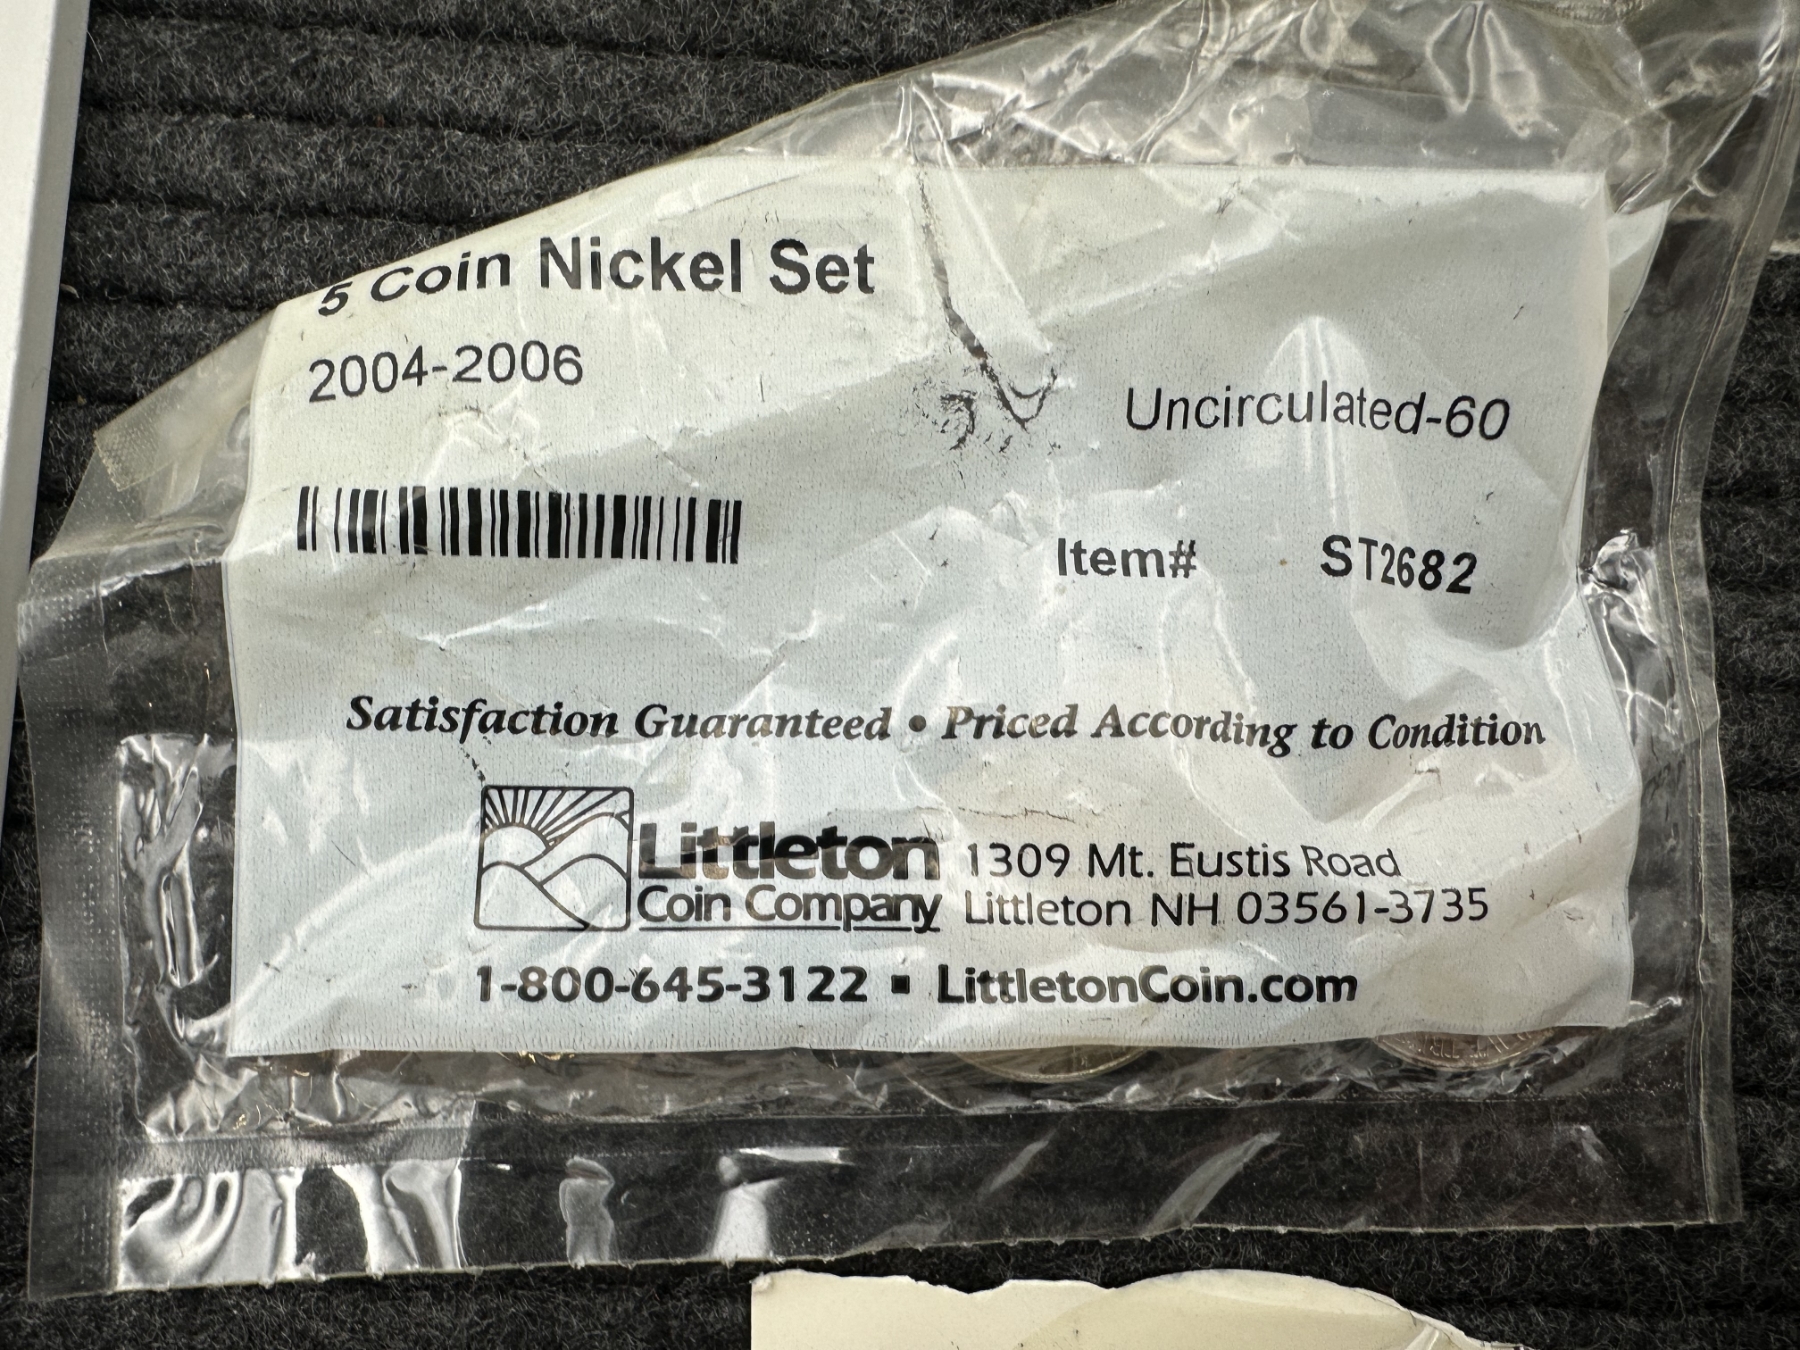 5 Coin Nickel Set
2004-2006
Uncirculated-60
Item# ST2682
Satisfaction Guaranteed • Priced According to Condition
Littleton
Coin Company
1309 Mt. Eustis Road
Littleton NH 03561-3735
1-800-645-3122 ▪ LittletonCoin.com